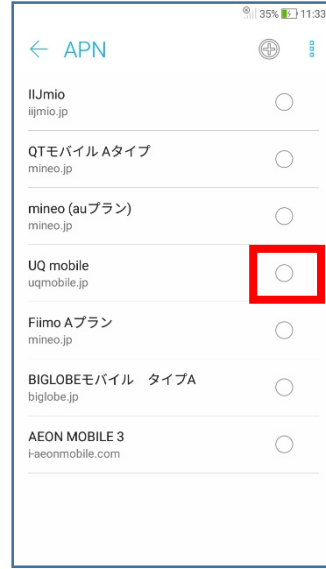 35% 11:33
← APN
IIJmio
iijmio.jp
QTモバイル Aタイプ
mineo.jp
mineo (auプラン)
mineo.jp
UQ mobile
uqmobile.jp
Fiimo Aプラン
mineo.jp
BIGLOBEモバイル　タイプA
biglobe.jp
AEON MOBILE 3
i-aeonmobile.com